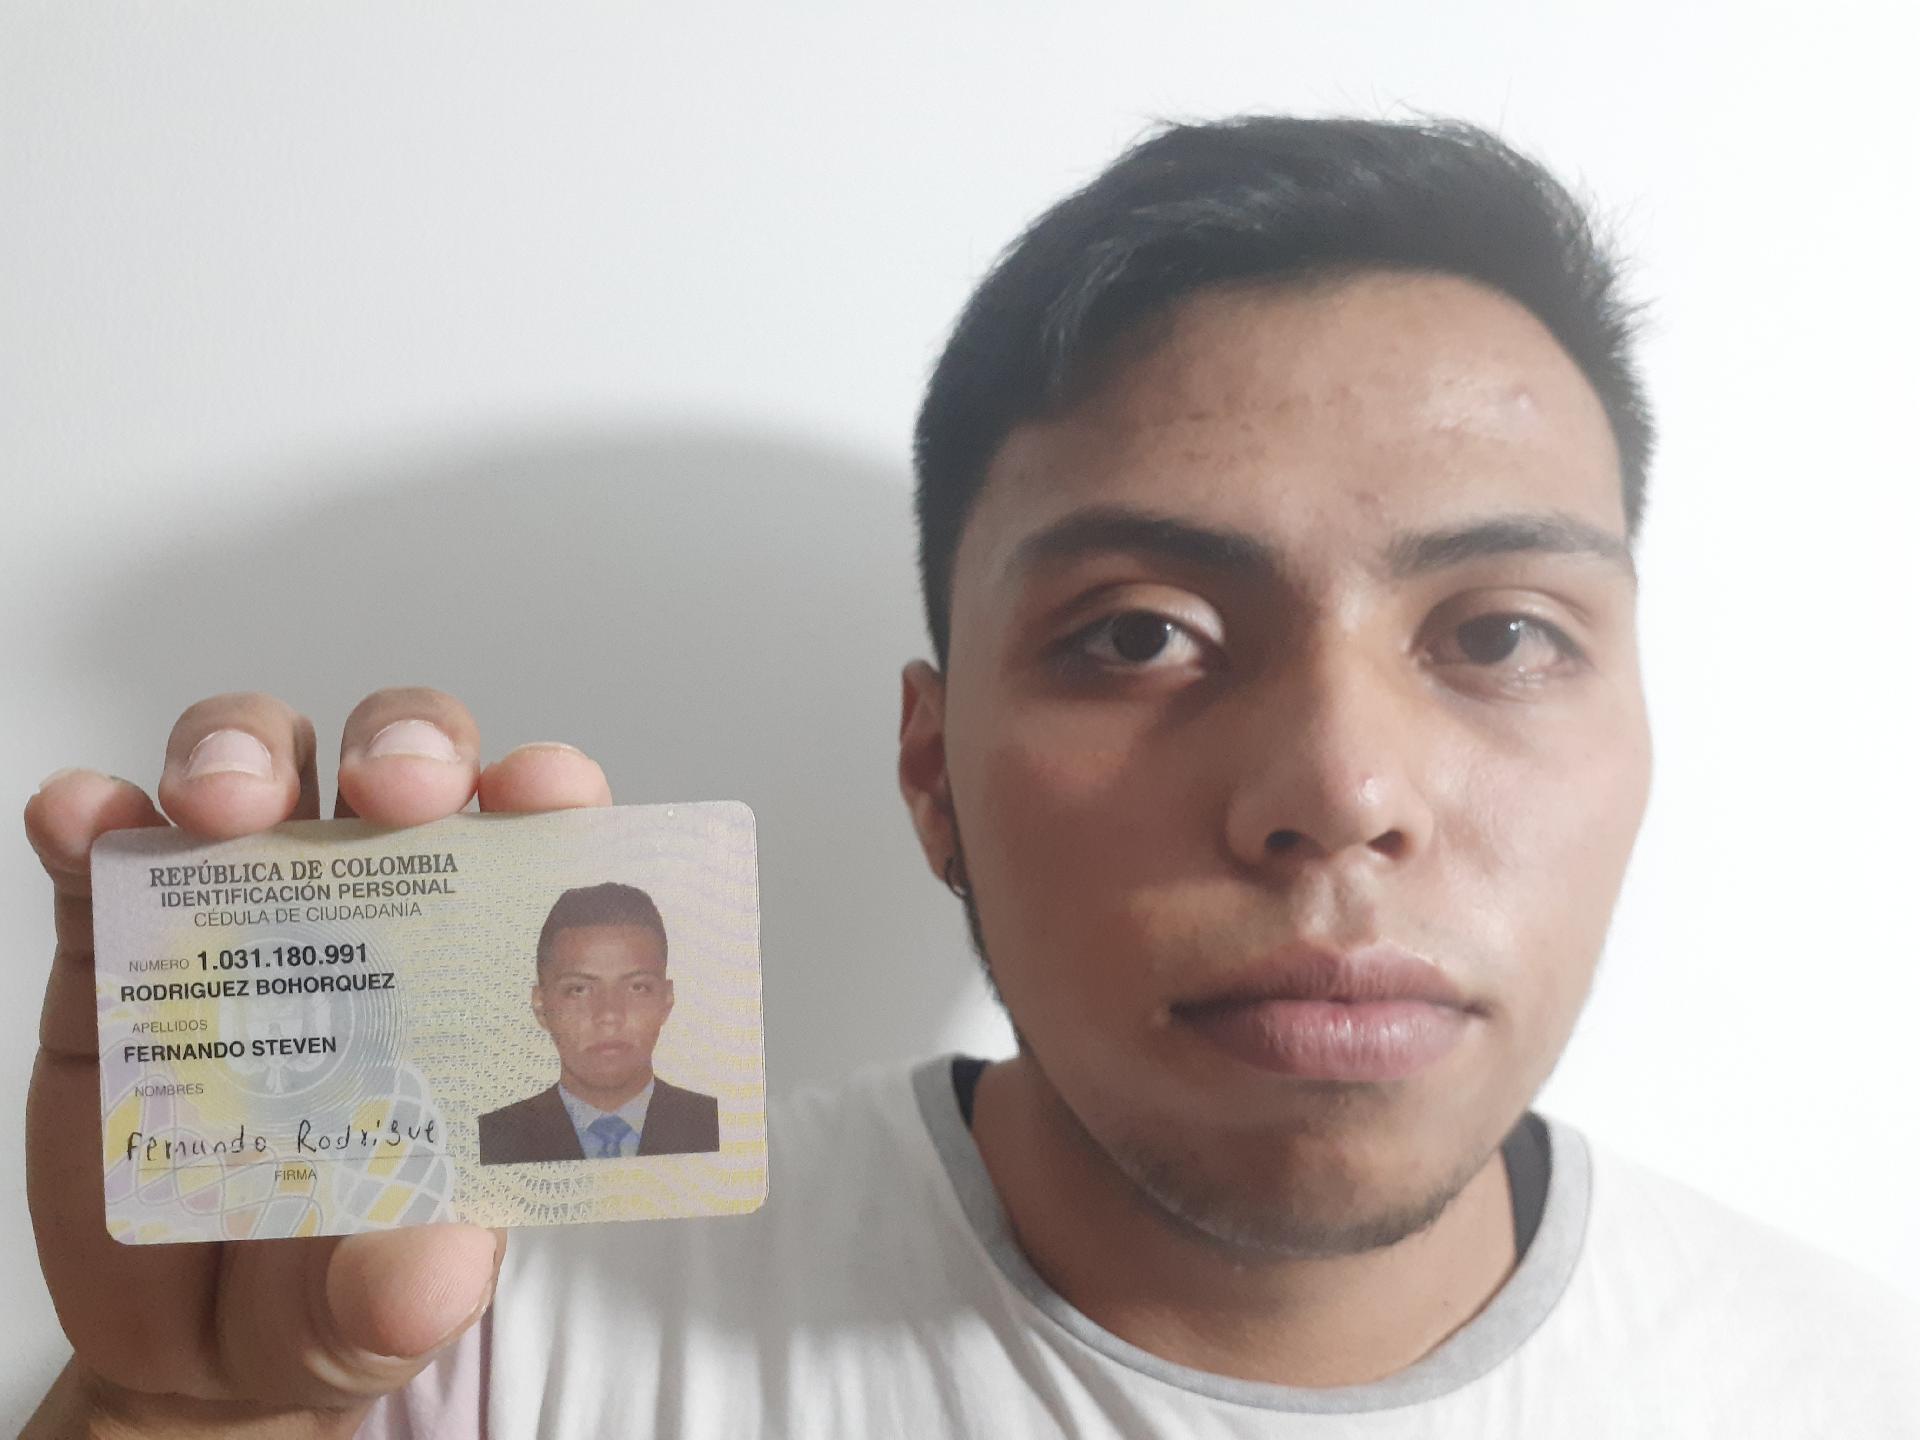 REPÚBLICA DE COLOMBIA
IDENTIFICACIÓN PERSONAL
CÉDULA DE CIUDADANÍA
NUMERO 1.031.180.991
RODRIGUEZ BOHORQUEZ
APELLIDOS
FERNANDO STEVEN
NOMBRES
Fernando Rodrigue
FIRMA